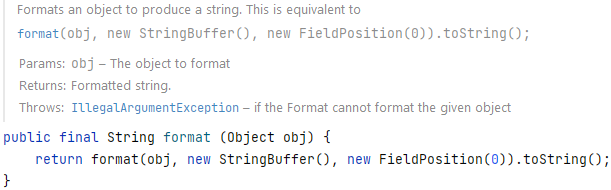 Formats an object to produce a string. This is equivalent to
format(obj, new StringBuffer(), new FieldPosition(0)).toString();
Params: obj – The object to format
Returns: Formatted string.
Throws: IllegalArgumentException – if the Format cannot format the given object
public final String format (Object obj) {
    return format(obj, new StringBuffer(), new FieldPosition(0)).toString();
}